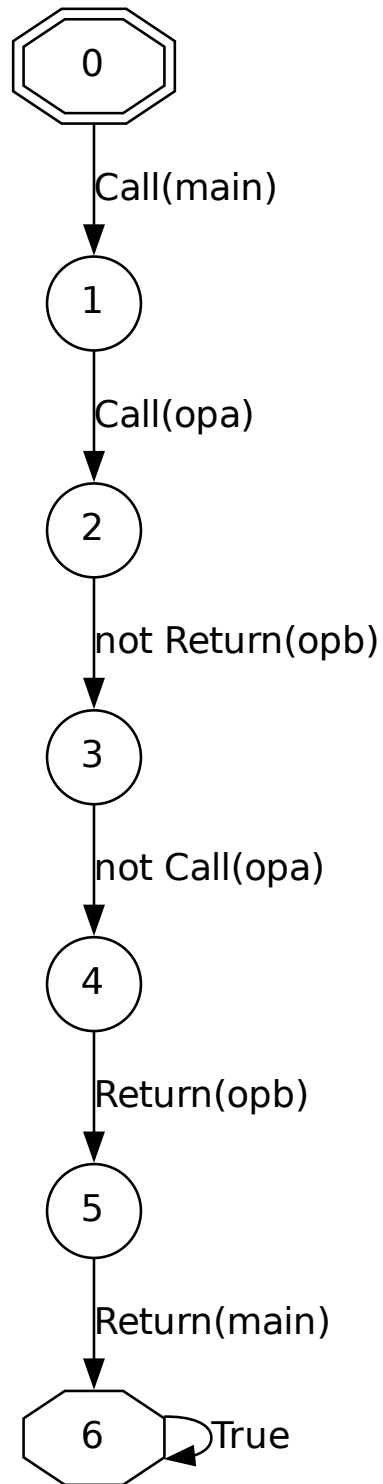 0
Call(main)
1
Call(opa)
2
not Return(opb)
3
not Call(opa)
4
Return(opb)
5
Return(main)
6
True